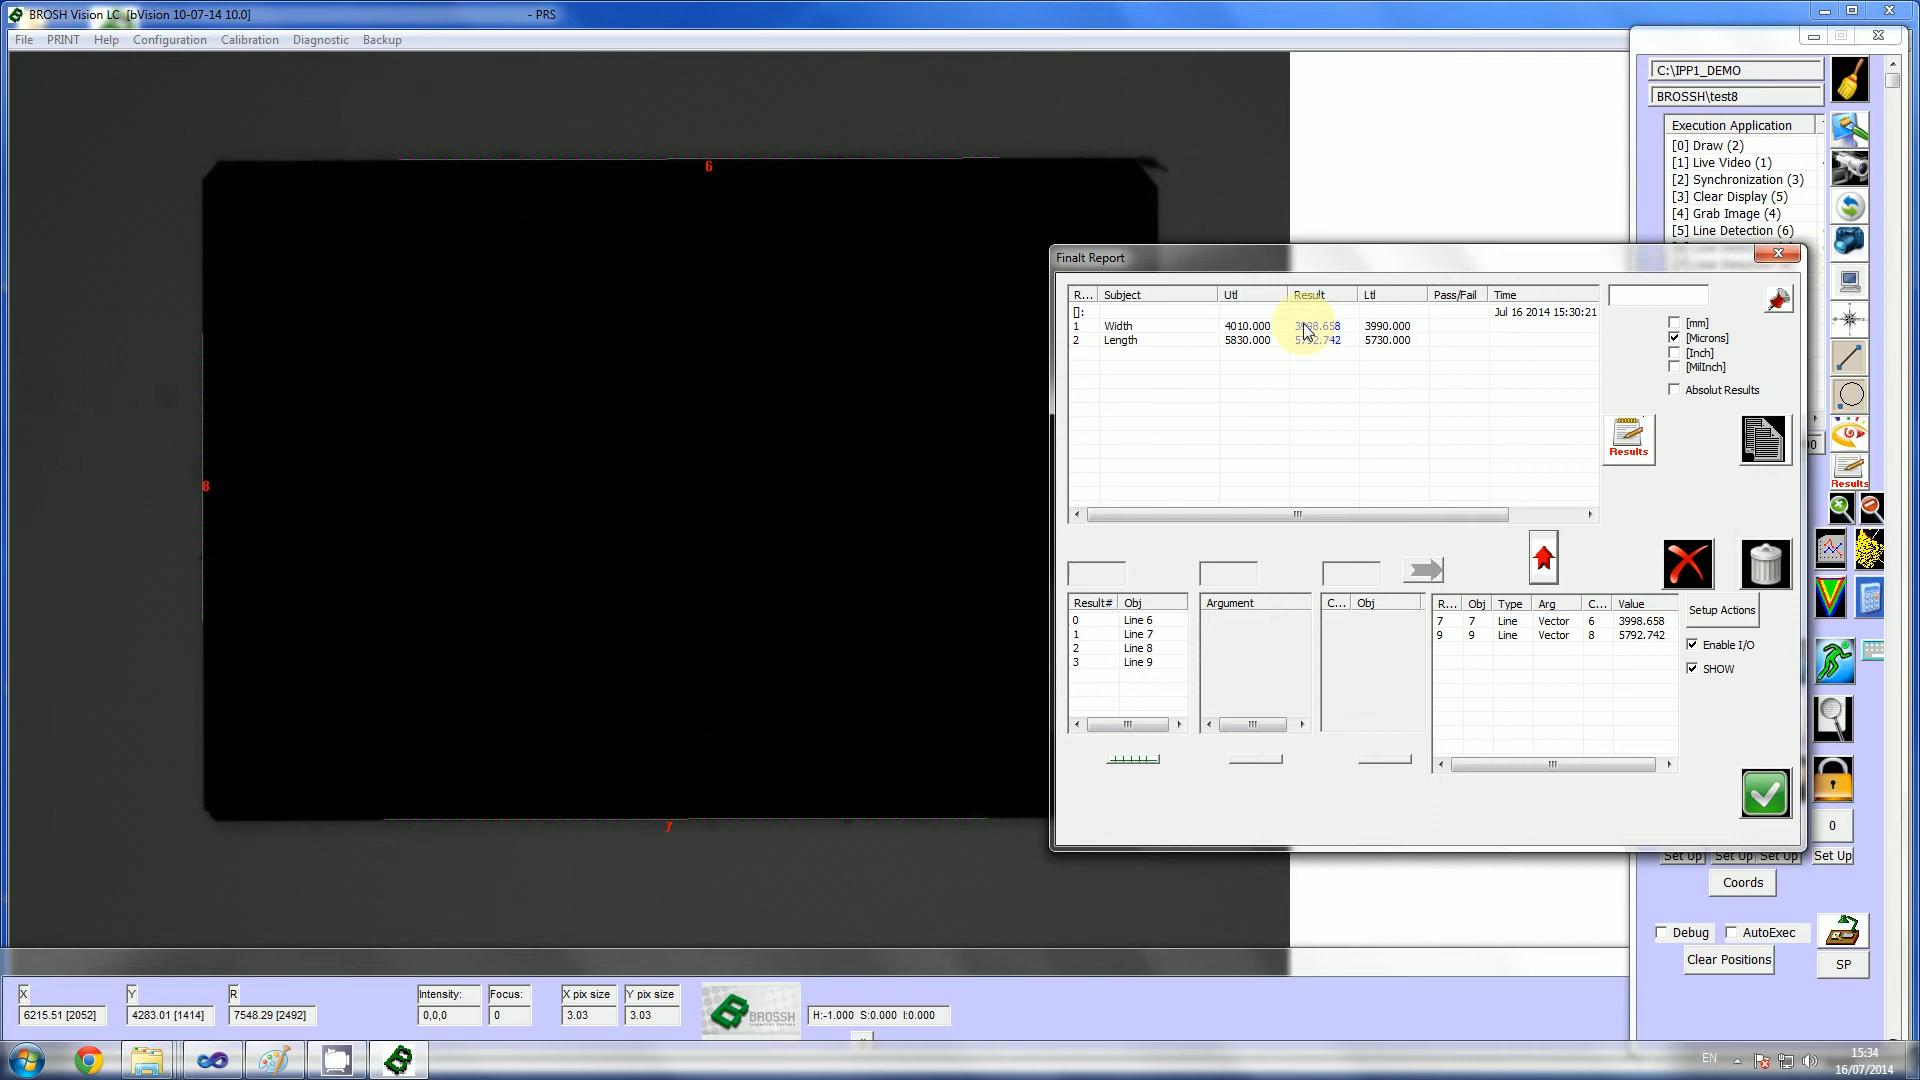 BROSH Vision LC [bVision 10-07-14 10.0] - PRS
File PRINT Help Configuration Calibration Diagnostic Backup
C:\IPP1_DEMO
BROSSH\test8
Execution Application
[0] Draw (2)
[1] Live Video (1)
[2] Synchronization (3)
[3] Clear Display (5)
[4] Grab Image (4)
[5] Line Detection (6)
6
8
7
Finalt Report
R... Subject Utl Result Ltl Pass/Fail Time
[]: Jul 16 2014 15:30:21
1 Width 4010.000 3998.658 3990.000
2 Length 5830.000 5792.742 5730.000
[mm]
[Microns]
[Inch]
[MilInch]
Absolut Results
Results
Results
Result# Obj
0 Line 6
1 Line 7
2 Line 8
3 Line 9
Argument
C... Obj
R... Obj Type Arg C... Value
7 7 Line Vector 6 3998.658
9 9 Line Vector 8 5792.742
Setup Actions
Enable I/O
SHOW
0
Set Up Set Up Set Up Set Up
Coords
Debug AutoExec
Clear Positions
SP
X Y R Intensity: Focus: X pix size Y pix size
6215.51 [2052] 4283.01 [1414] 7548.29 [2492] 0,0,0 0 3.03 3.03
BROSSH
Inspection Systems
H:-1.000 S:0.000 I:0.000
EN
15:34
16/07/2014